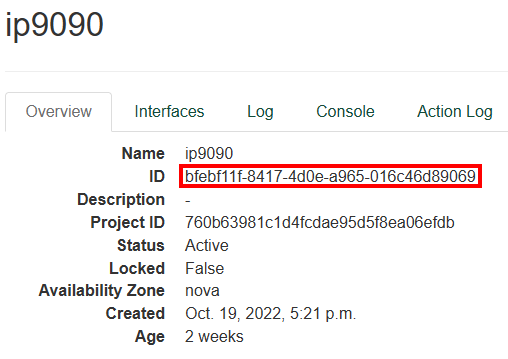 ip9090
Overview Interfaces Log Console Action Log
Name ip9090
ID bfebf11f-8417-4d0e-a965-016c46d89069
Description -
Project ID 760b63981c1d4fcdae95d5f8ea06efdb
Status Active
Locked False
Availability Zone nova
Created Oct. 19, 2022, 5:21 p.m.
Age 2 weeks